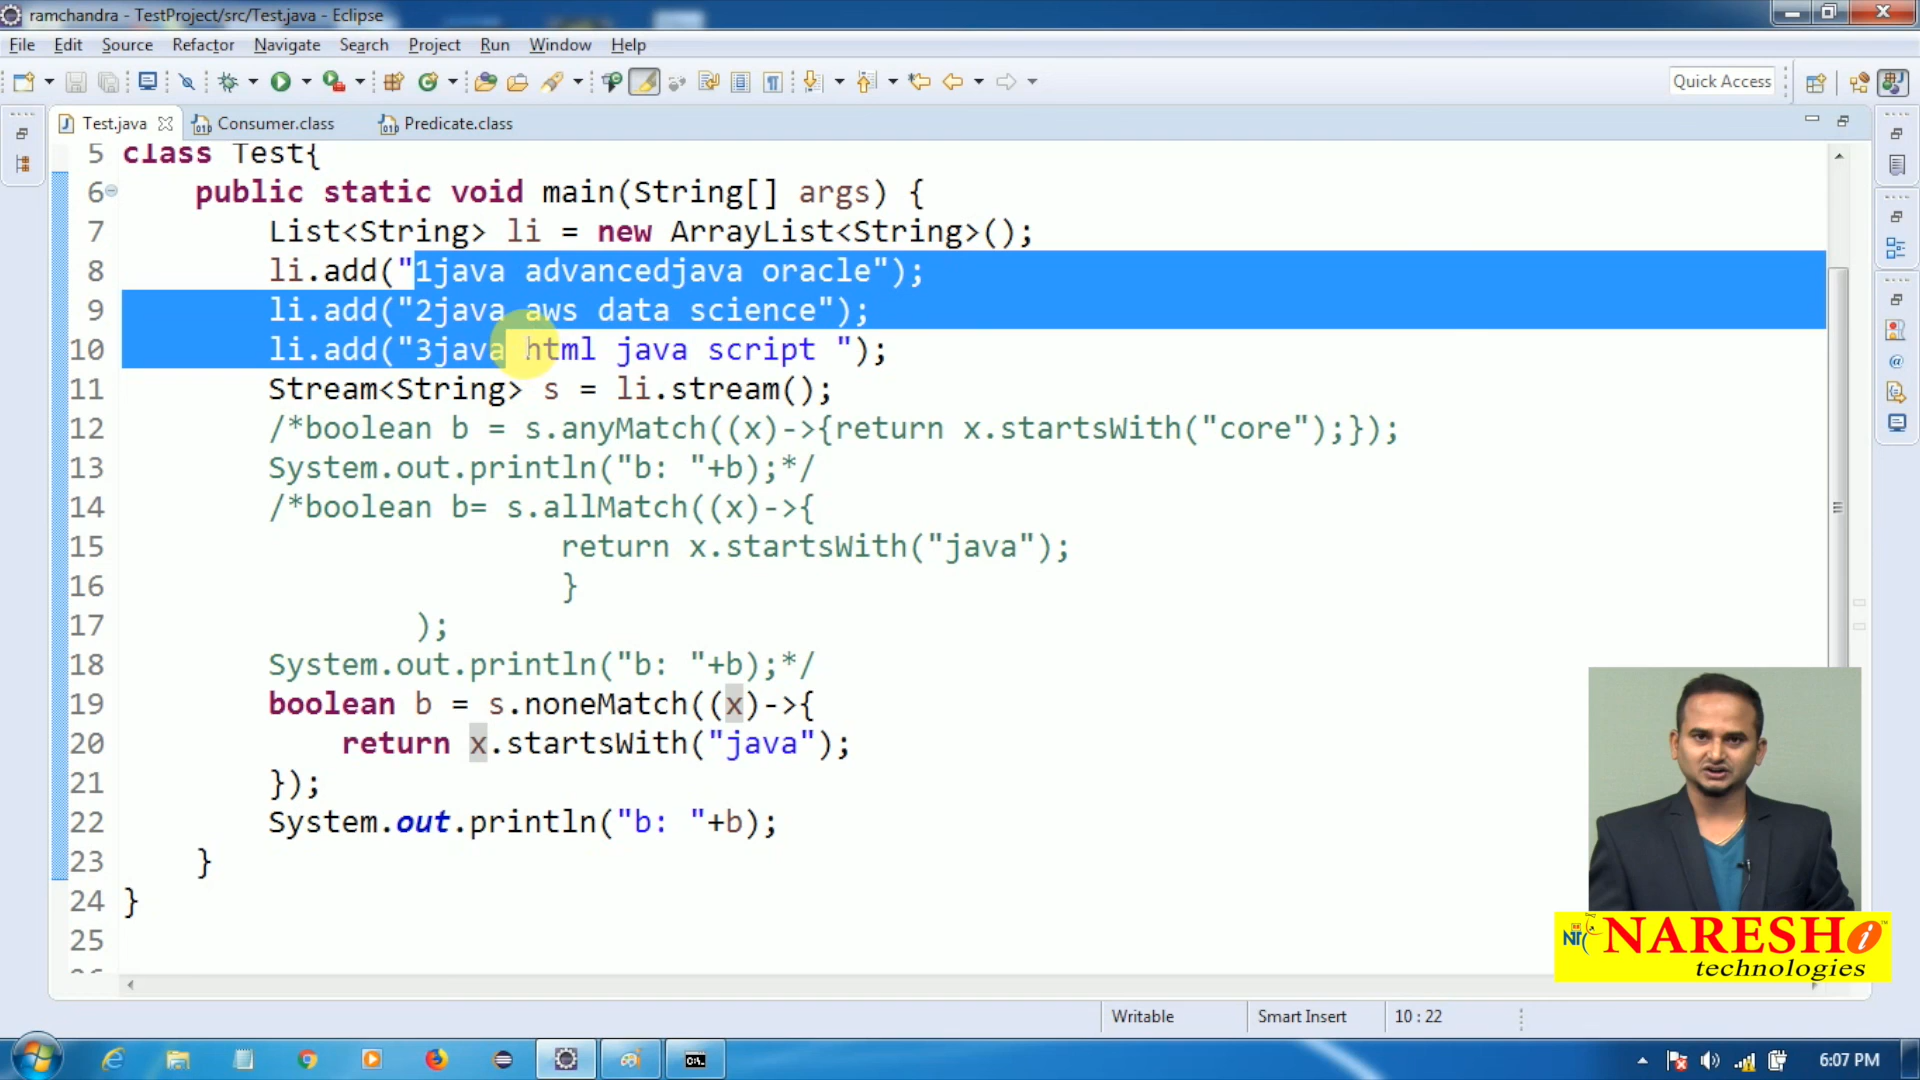 ramchandra - TestProject/src/Test.java - Eclipse
File Edit Source Refactor Navigate Search Project Run Window Help
Quick Access
Test.java Consumer.class Predicate.class
5 class Test{
6 public static void main(String[] args) {
7 List<String> li = new ArrayList<String>();
8 li.add("1java advancedjava oracle");
9 li.add("2java aws data science");
10 li.add("3java html java script ");
11 Stream<String> s = li.stream();
12 /*boolean b = s.anyMatch((x)->{return x.startsWith("core");});
13 System.out.println("b: "+b);*/
14 /*boolean b= s.allMatch((x)->{
15 return x.startsWith("java");
16 }
17 );
18 System.out.println("b: "+b);*/
19 boolean b = s.noneMatch((x)->{
20 return x.startsWith("java");
21 });
22 System.out.println("b: "+b);
23 }
24 }
25
NARESH i
technologies
Writable Smart Insert 10 : 22
6:07 PM